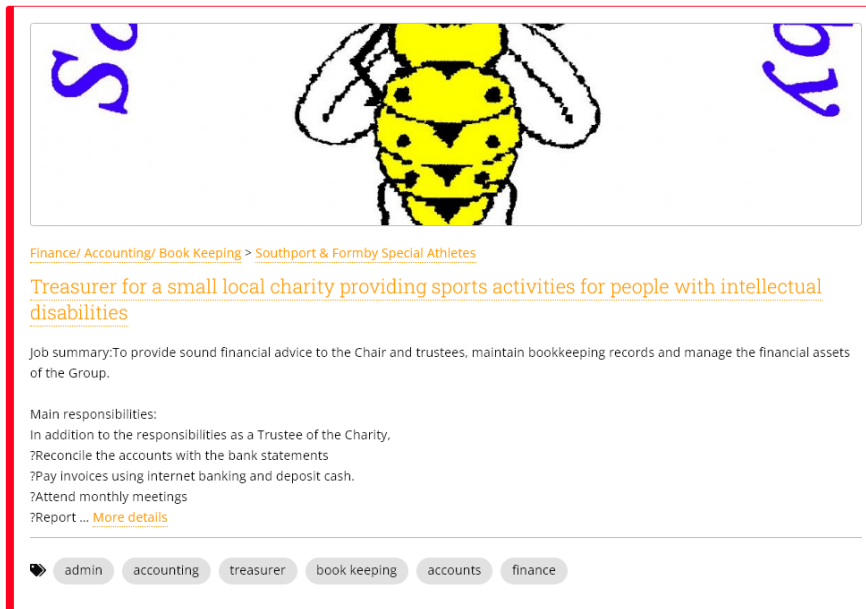 So
by
Finance/ Accounting/ Book Keeping > Southport & Formby Special Athletes
Treasurer for a small local charity providing sports activities for people with intellectual
disabilities
Job summary:To provide sound financial advice to the Chair and trustees, maintain bookkeeping records and manage the financial assets
of the Group.
Main responsibilities:
In addition to the responsibilities as a Trustee of the Charity,
?Reconcile the accounts with the bank statements
?Pay invoices using internet banking and deposit cash.
?Attend monthly meetings
?Report ... More details
admin accounting treasurer book keeping accounts finance